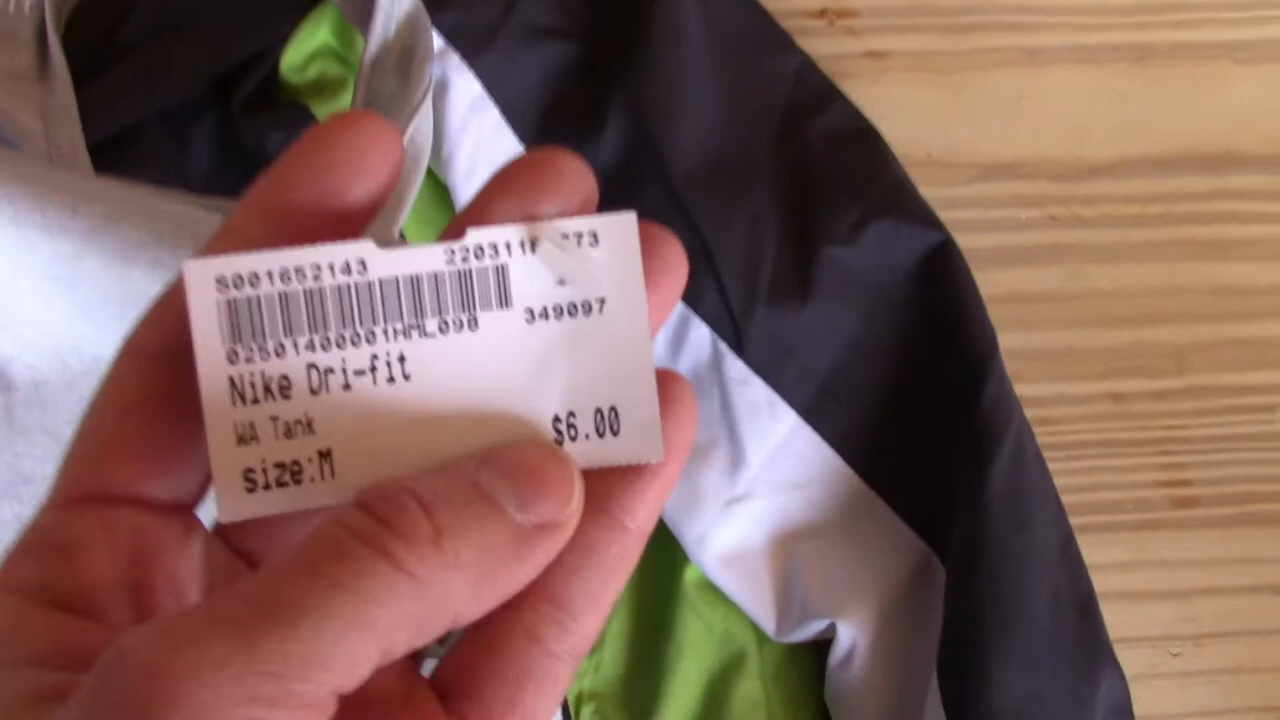 S001652143
349097
Nike Dri-fit
WA Tank
$6.00
size:M